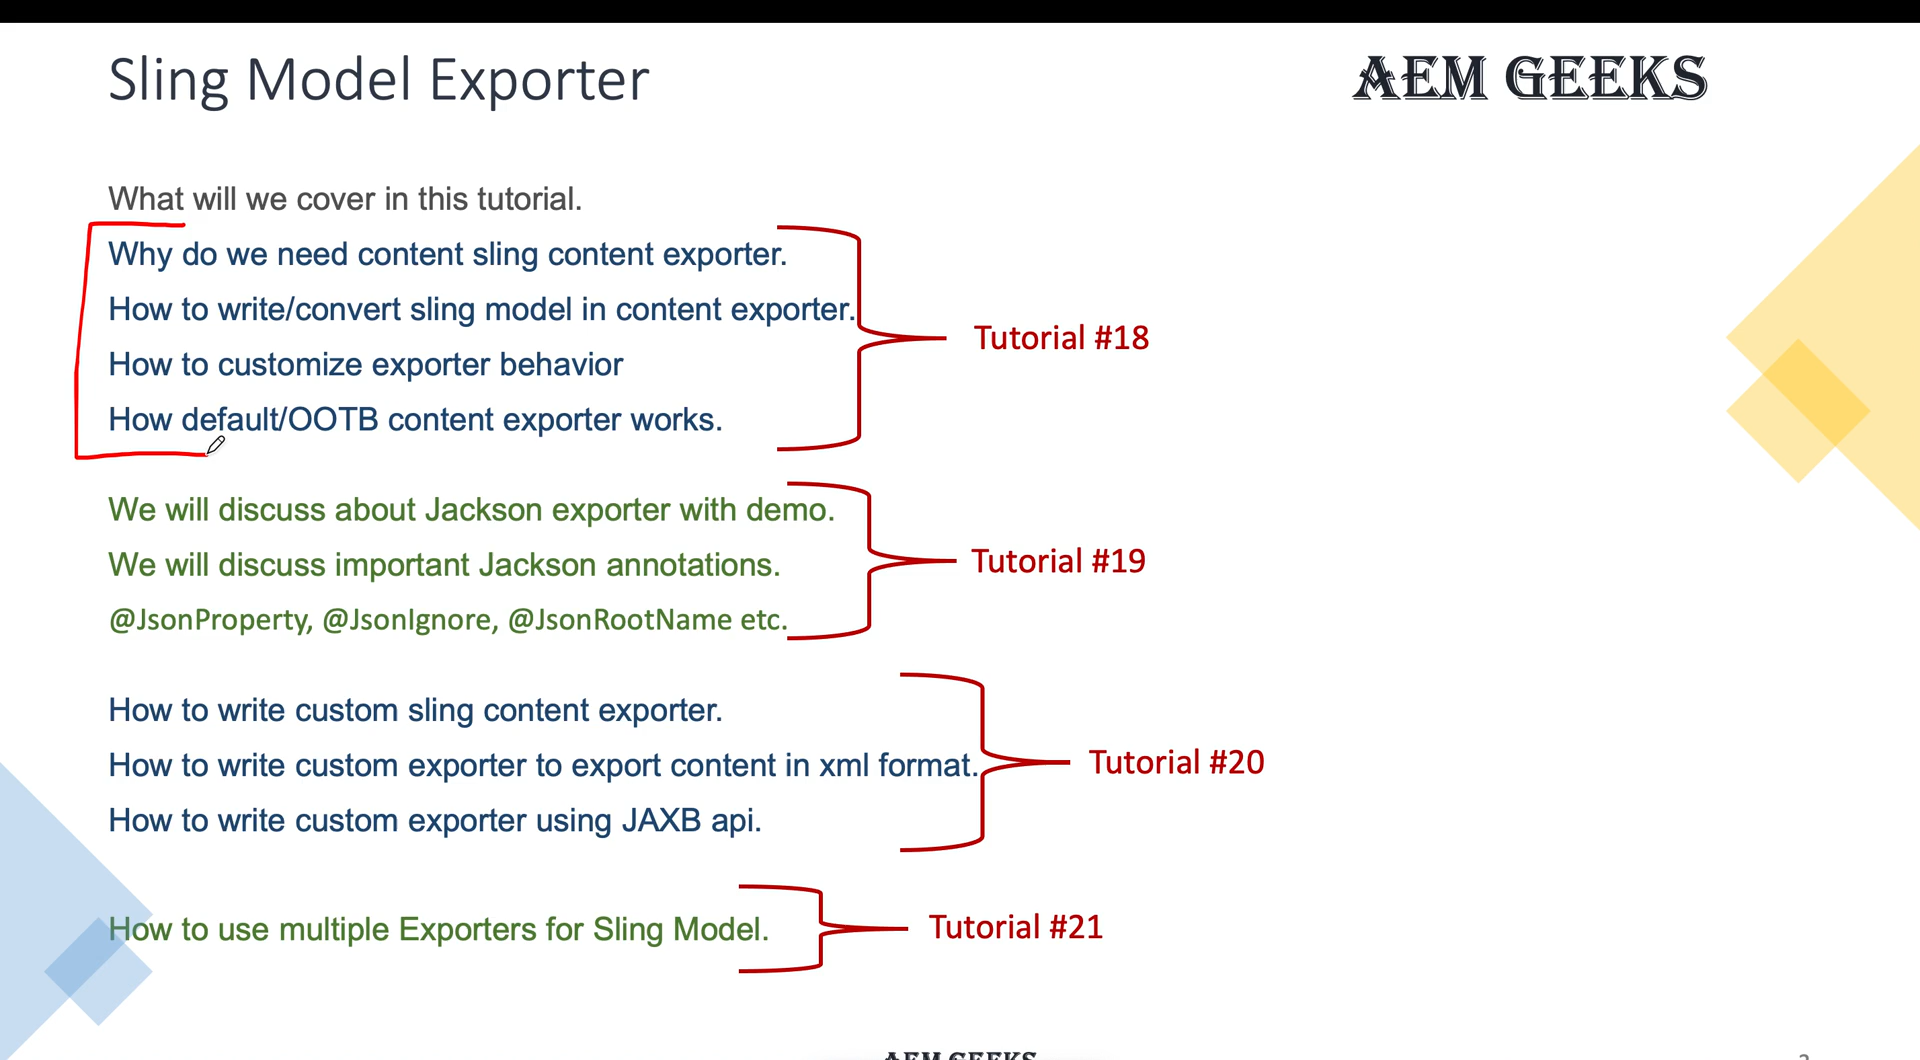 Sling Model Exporter
AEM GEEKS
What will we cover in this tutorial.
Why do we need content sling content exporter.
How to write/convert sling model in content exporter.
How to customize exporter behavior
How default/OOTB content exporter works.
Tutorial #18
We will discuss about Jackson exporter with demo.
We will discuss important Jackson annotations.
@JsonProperty, @JsonIgnore, @JsonRootName etc.
Tutorial #19
How to write custom sling content exporter.
How to write custom exporter to export content in xml format.
How to write custom exporter using JAXB api.
Tutorial #20
How to use multiple Exporters for Sling Model.
Tutorial #21
AEM GEEKS